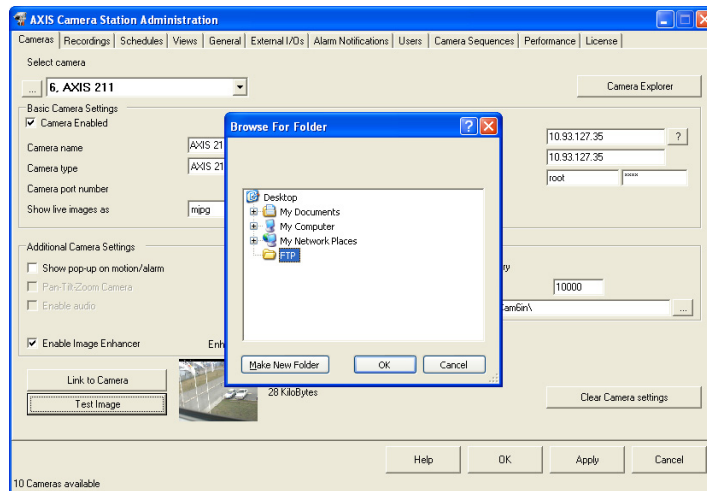 AXIS Camera Station Administration
Cameras Recordings Schedules Views General External I/Os Alarm Notifications Users Camera Sequences Performance License
Select camera
... 6, AXIS 211 Camera Explorer
Basic Camera Settings
Camera Enabled
Camera name AXIS 21 10.93.127.35 ?
Camera type AXIS 21 10.93.127.35
Camera port number root ****
Show live images as mjpg
Browse For Folder
Desktop
My Documents
My Computer
My Network Places
FTP
Make New Folder OK Cancel
Additional Camera Settings
Show pop-up on motion/alarm
Pan-Tilt-Zoom Camera 10000
Enable audio Cam6in\ ...
Enable Image Enhancer Enh
Link to Camera
Test Image
28 KiloBytes
Clear Camera settings
Help OK Apply Cancel
10 Cameras available